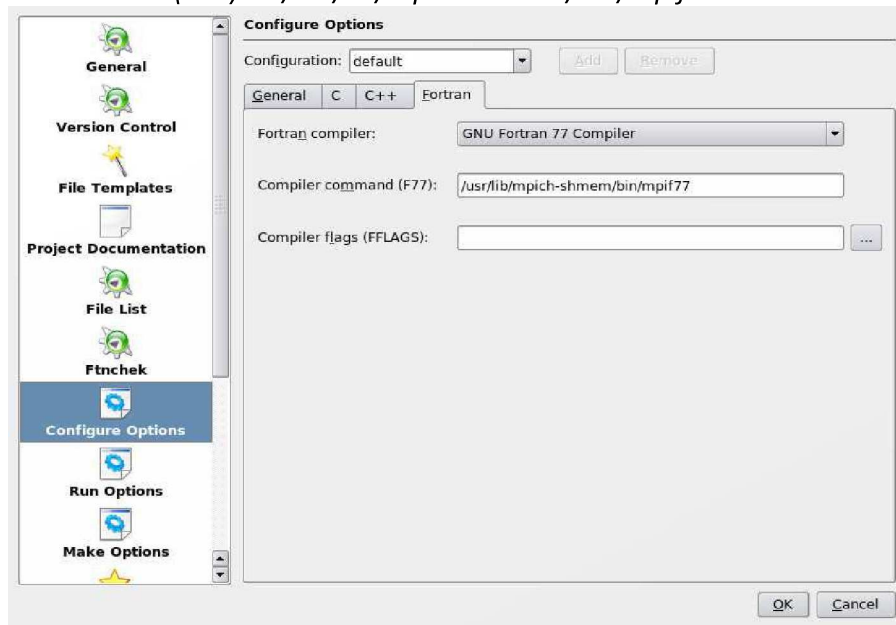 Configure Options
Configuration: default
Add
Remove
General
C
C++
Fortran
Fortran compiler:
GNU Fortran 77 Compiler
Compiler command (F77):
/usr/lib/mpich-shmem/bin/mpif77
Compiler flags (FFLAGS):
...
General
Version Control
File Templates
Project Documentation
File List
Ftnchek
Configure Options
Run Options
Make Options
OK
Cancel